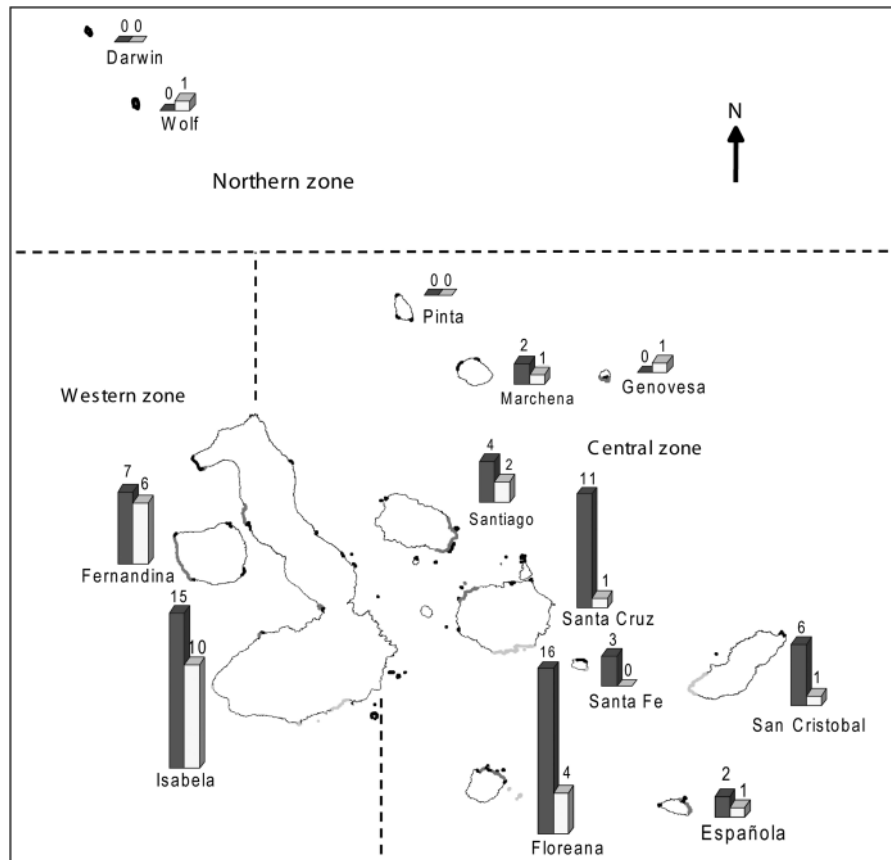 0 0
Darwin
0 1
Wolf
N
Northern zone
0 0
Pinta
2 1
Marchena
0 1
Genovesa
Western zone
Central zone
4 2
Santiago
11 1
Santa Cruz
7 6
Fernandina
15 10
Isabela
16 4
Floreana
3 0
Santa Fe
6 1
San Cristobal
2 1
Española